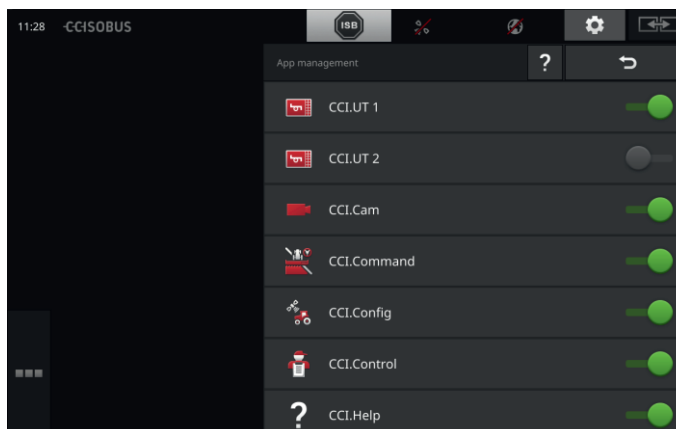 11:28 CCISOBUS
ISB
App management
?
CCI.UT 1
CCI.UT 2
CCI.Cam
CCI.Command
CCI.Config
CCI.Control
?
CCI.Help